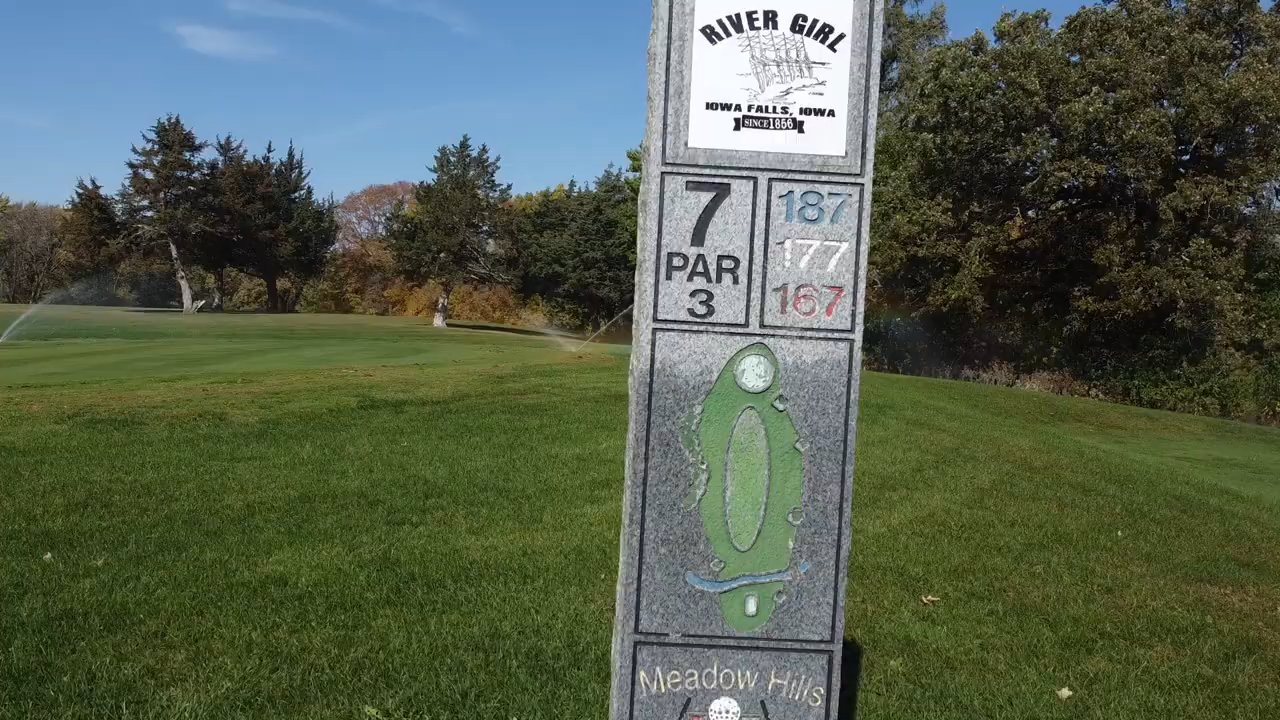 RIVER GIRL
IOWA FALLS, IOWA
SINCE 1856
7
PAR
3
187
177
167
Meadow Hills